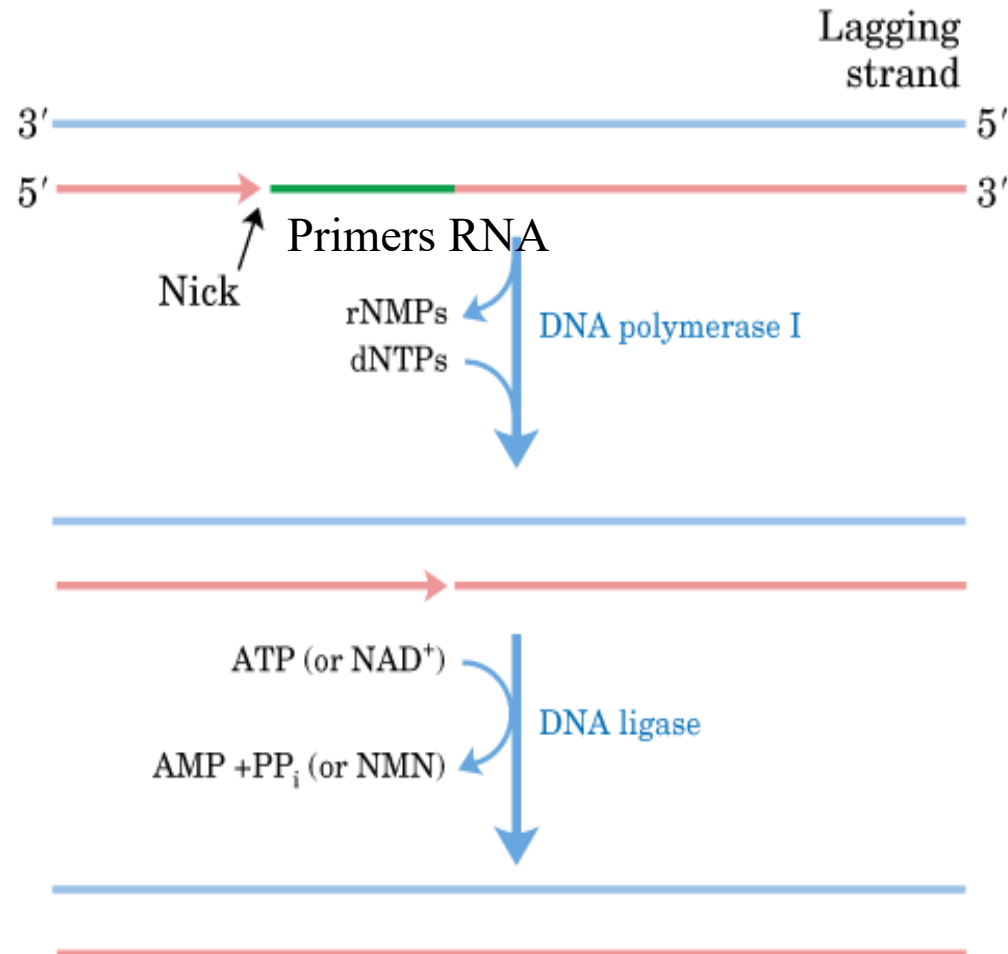 Lagging
strand
3′ 5′
5′ 3′
Primers RNA
Nick
rNMPs
DNA polymerase I
dNTPs
ATP (or NAD⁺)
DNA ligase
AMP +PPᵢ (or NMN)